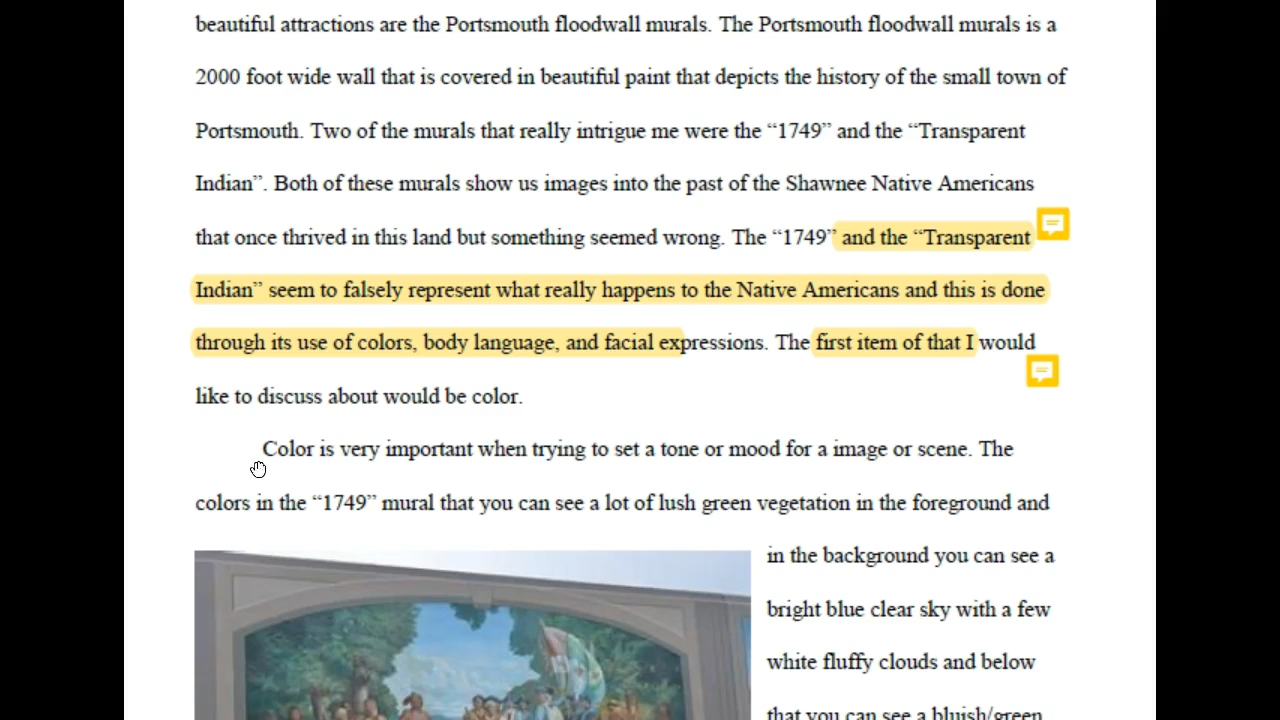 beautiful attractions are the Portsmouth floodwall murals. The Portsmouth floodwall murals is a
2000 foot wide wall that is covered in beautiful paint that depicts the history of the small town of
Portsmouth. Two of the murals that really intrigue me were the “1749” and the “Transparent
Indian”. Both of these murals show us images into the past of the Shawnee Native Americans
that once thrived in this land but something seemed wrong. The “1749” and the “Transparent
Indian” seem to falsely represent what really happens to the Native Americans and this is done
through its use of colors, body language, and facial expressions. The first item of that I would
like to discuss about would be color.
Color is very important when trying to set a tone or mood for a image or scene. The
colors in the “1749” mural that you can see a lot of lush green vegetation in the foreground and
in the background you can see a
bright blue clear sky with a few
white fluffy clouds and below
that you can see a bluish/green